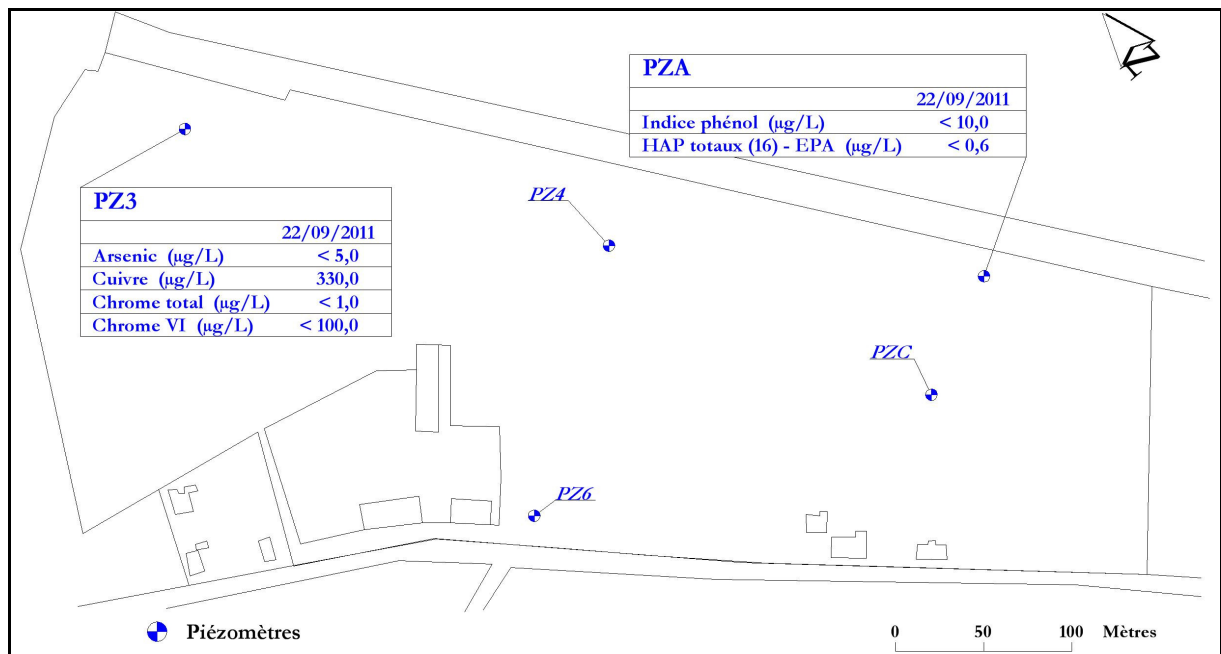 PZA
22/09/2011
Indice phénol (µg/L) < 10,0
HAP totaux (16) - EPA (µg/L) < 0,6
PZ3
22/09/2011
Arsenic (µg/L) < 5,0
Cuivre (µg/L) 330,0
Chrome total (µg/L) < 1,0
Chrome VI (µg/L) < 100,0
PZ4
PZC
PZ6
Piézomètres
0 50 100 Mètres
N